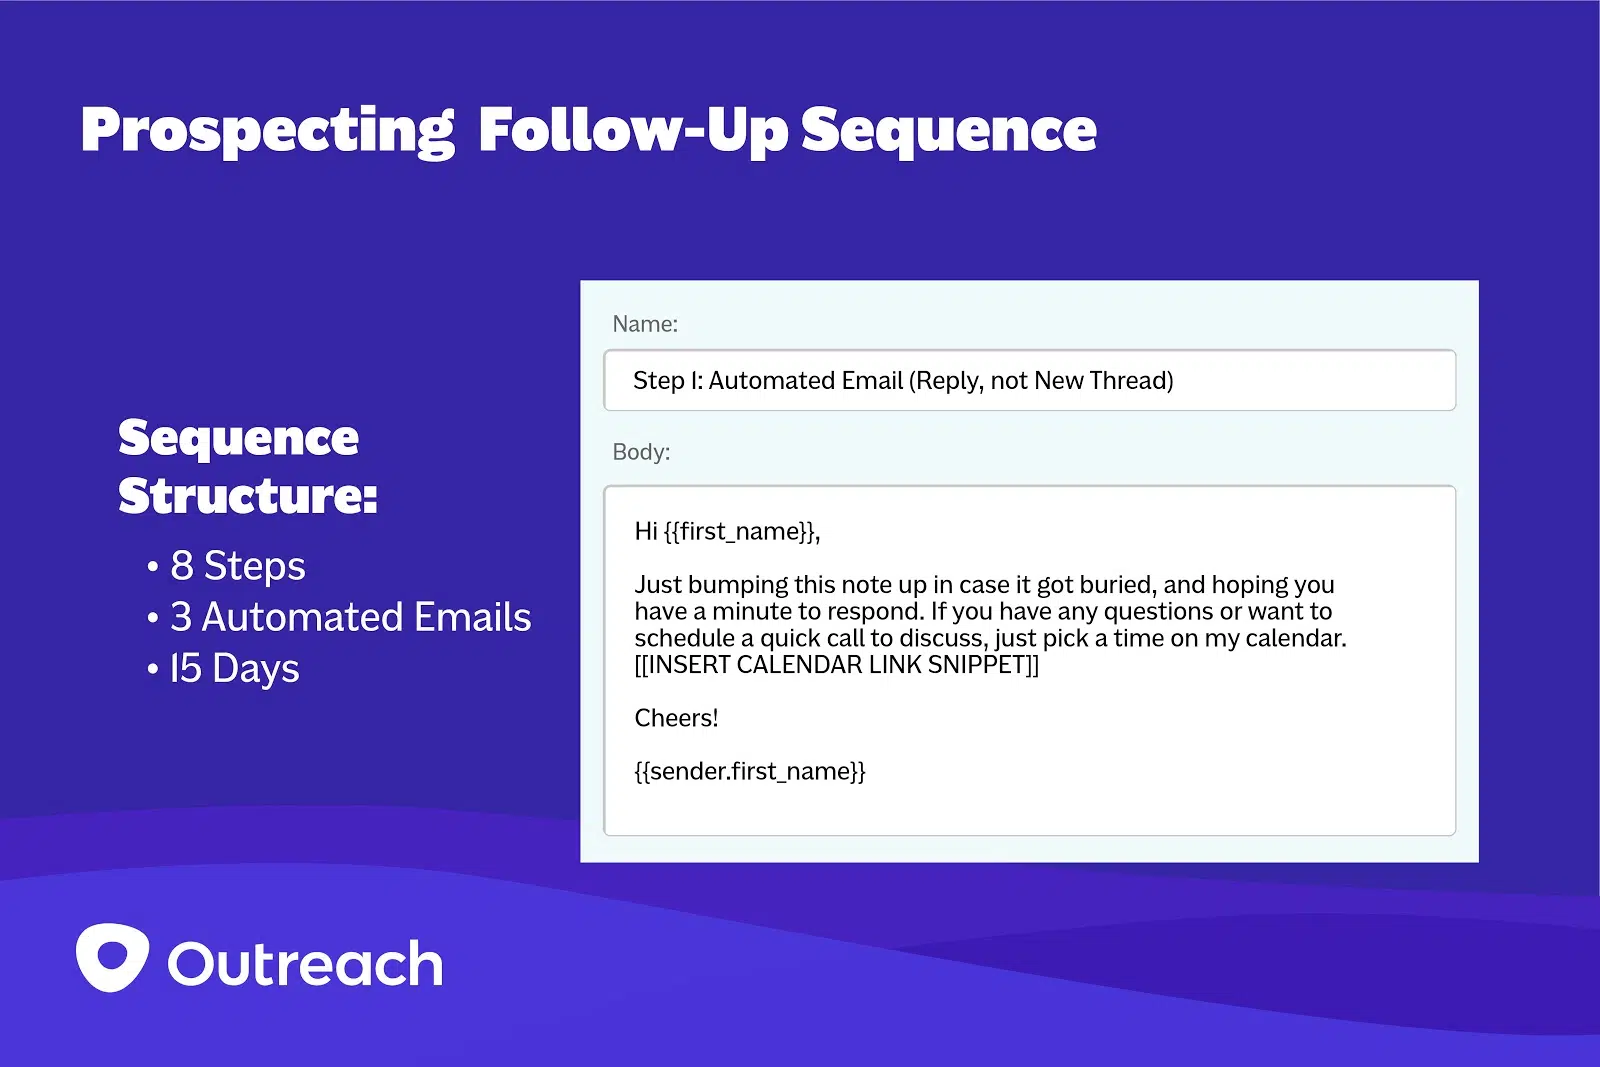 Prospecting Follow-Up Sequence
Sequence
Structure:
• 8 Steps
• 3 Automated Emails
• 15 Days
Name:
Step 1: Automated Email (Reply, not New Thread)
Body:
Hi {{first_name}},
Just bumping this note up in case it got buried, and hoping you
have a minute to respond. If you have any questions or want to
schedule a quick call to discuss, just pick a time on my calendar.
[[INSERT CALENDAR LINK SNIPPET]]
Cheers!
{{sender.first_name}}
Outreach